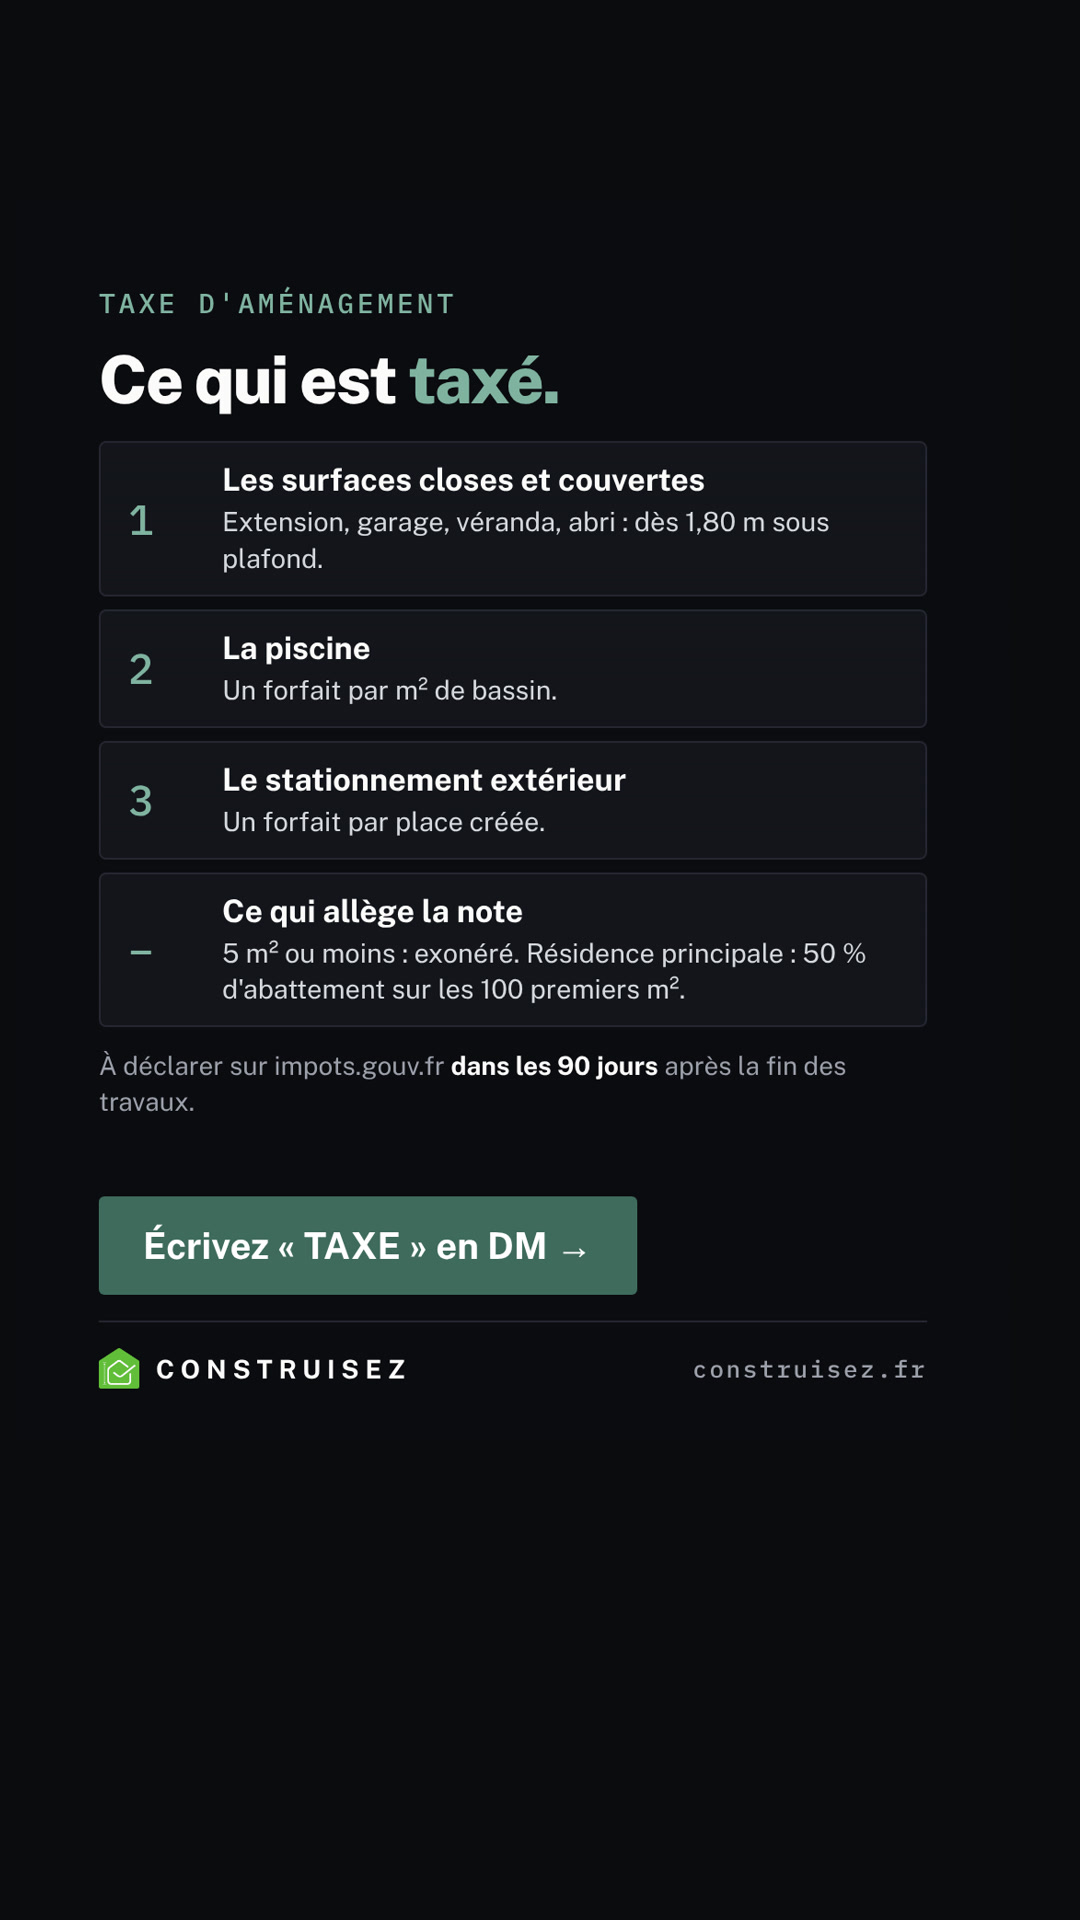 TAXE D'AMÉNAGEMENT
Ce qui est taxé.
1
Les surfaces closes et couvertes
Extension, garage, véranda, abri : dès 1,80 m sous
plafond.
2
La piscine
Un forfait par m² de bassin.
3
Le stationnement extérieur
Un forfait par place créée.
–
Ce qui allège la note
5 m² ou moins : exonéré. Résidence principale : 50 %
d'abattement sur les 100 premiers m².
À déclarer sur impots.gouv.fr dans les 90 jours après la fin des
travaux.
Écrivez « TAXE » en DM →
CONSTRUISEZ
construisez.fr